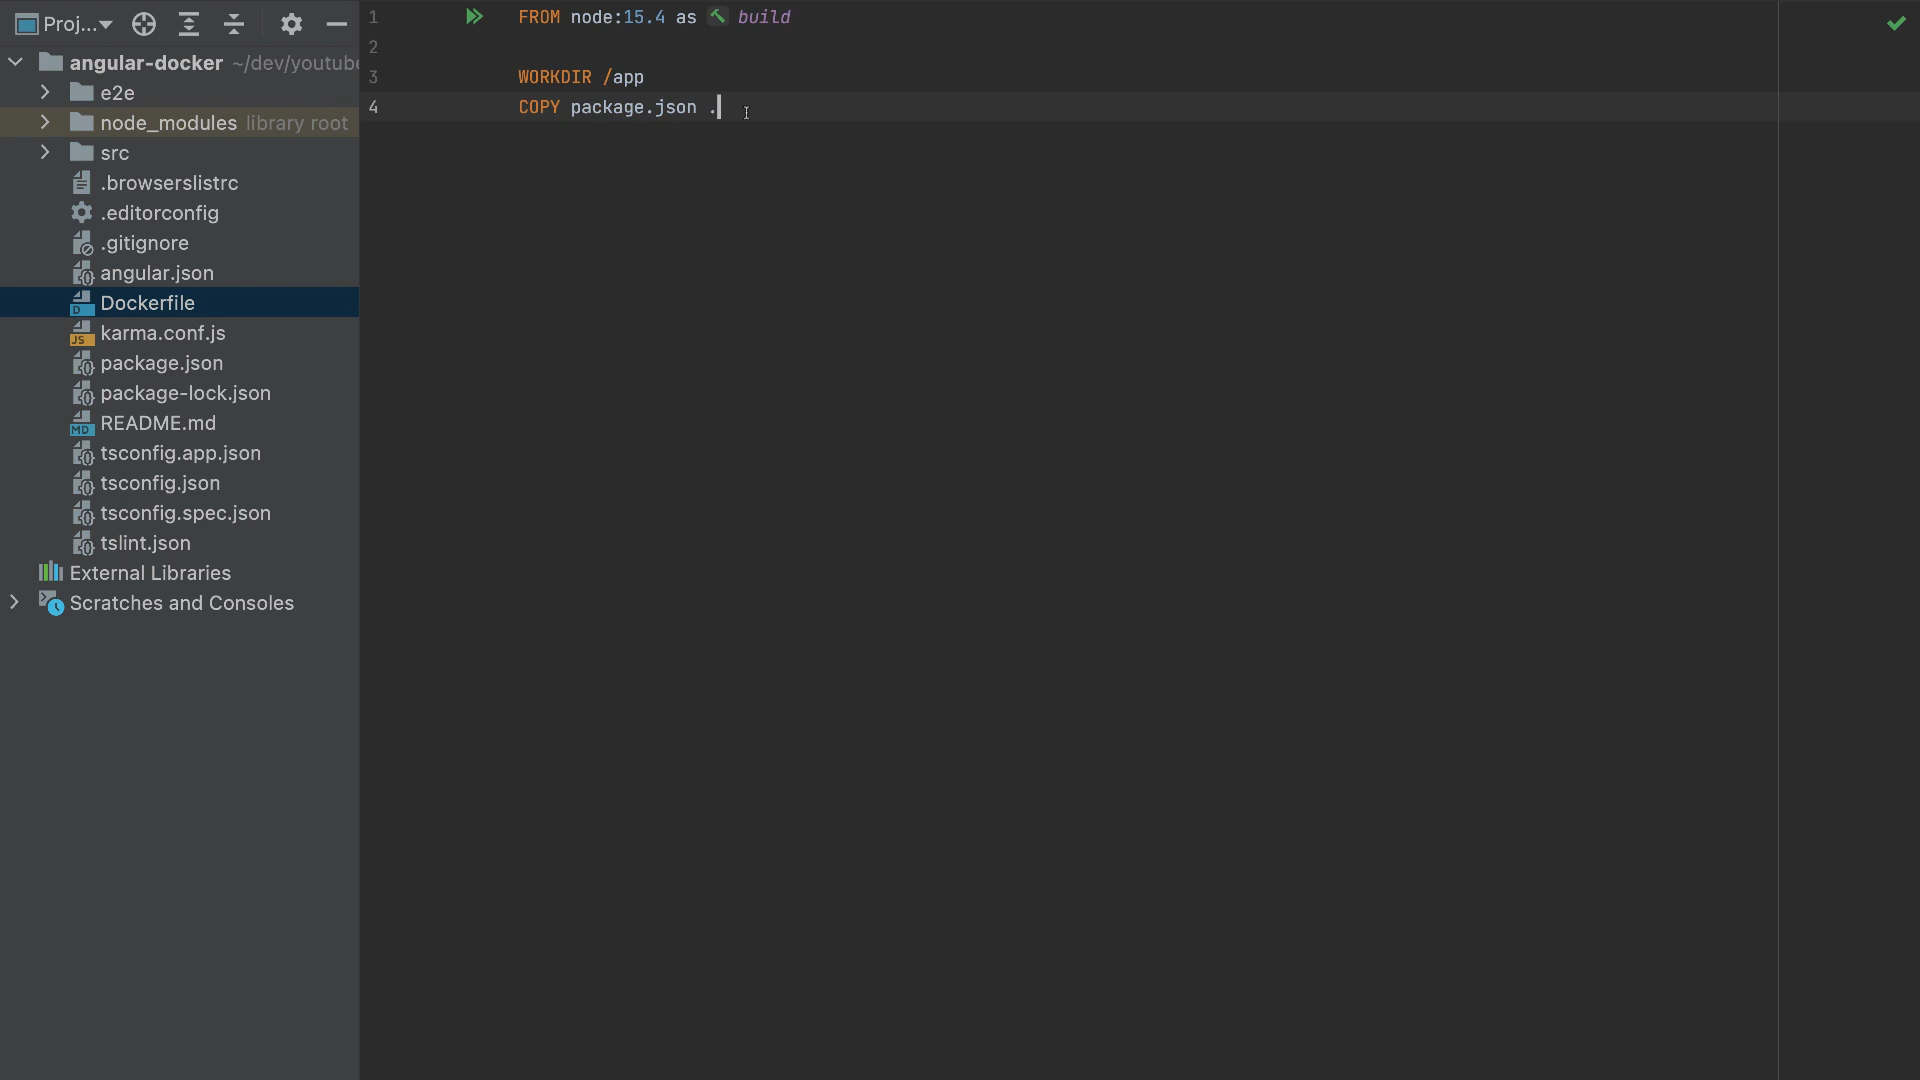 Proj...
angular-docker ~/dev/youtube
e2e
node_modules library root
src
.browserslistrc
.editorconfig
.gitignore
angular.json
Dockerfile
karma.conf.js
package.json
package-lock.json
README.md
tsconfig.app.json
tsconfig.json
tsconfig.spec.json
tslint.json
External Libraries
Scratches and Consoles
1 FROM node:15.4 as build
2
3 WORKDIR /app
4 COPY package.json .